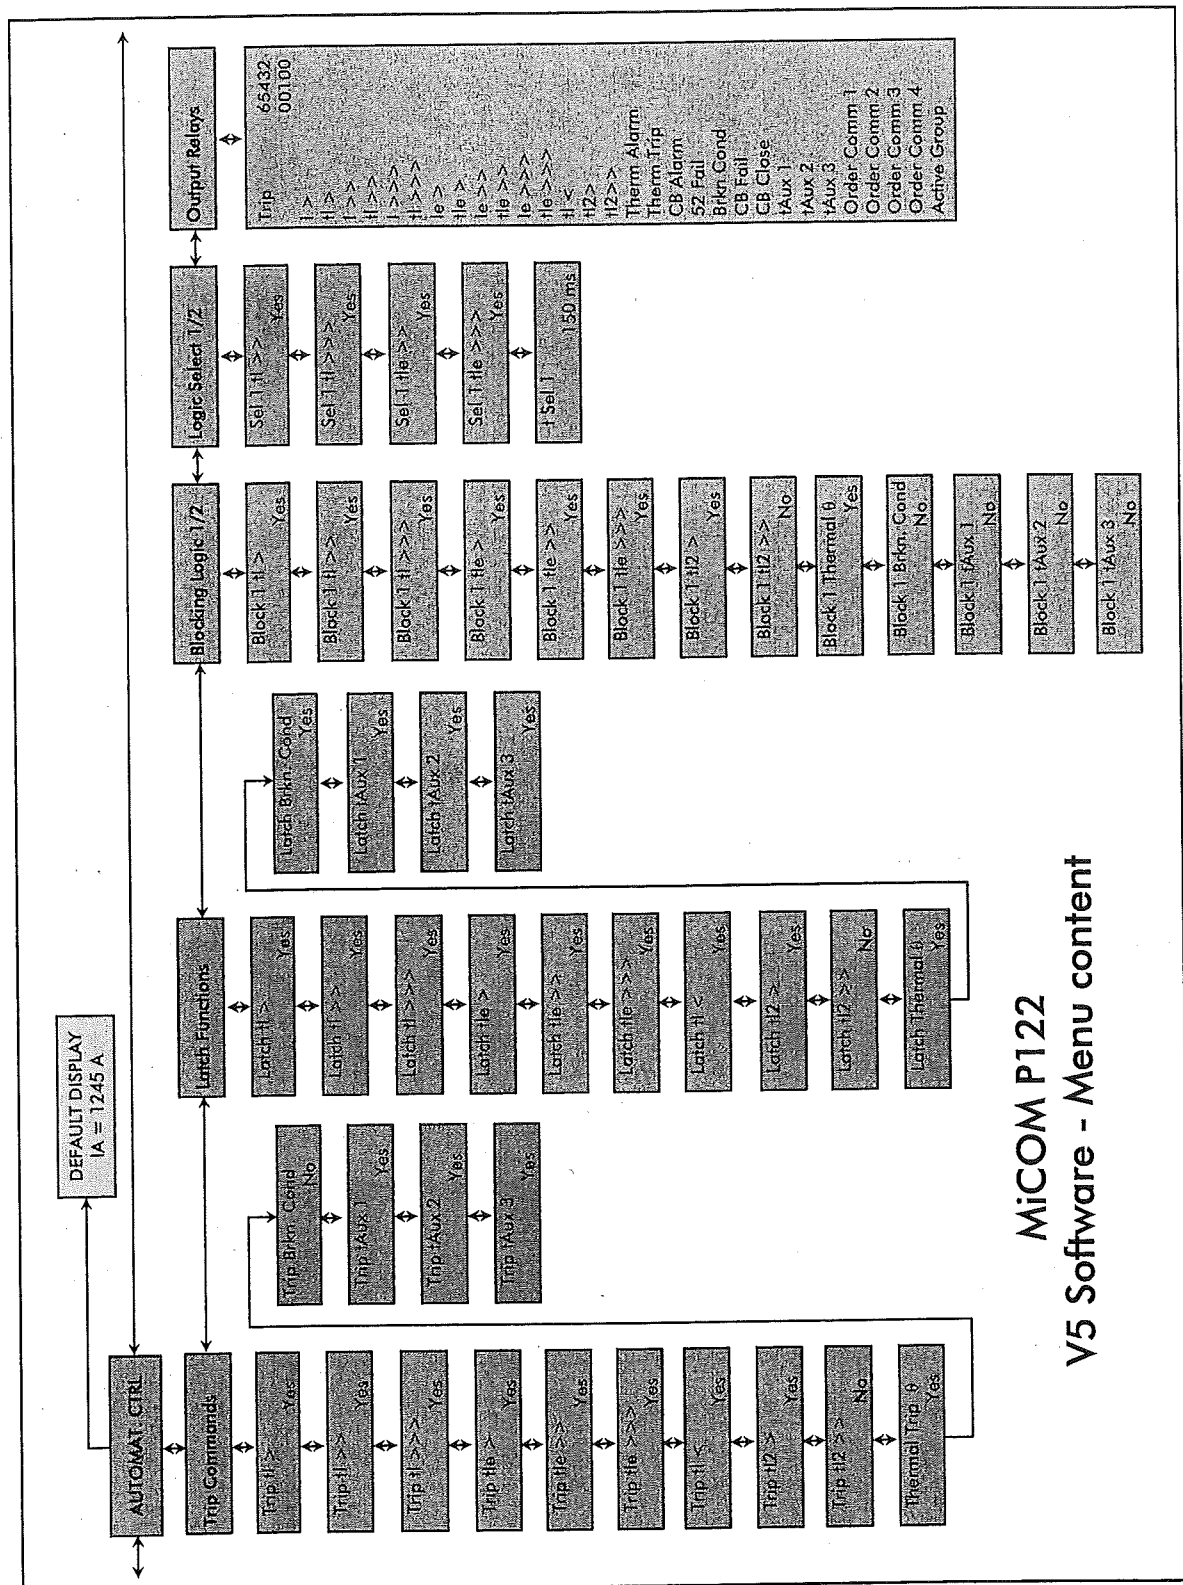 DEFAULT DISPLAY
IA = 1245 A
AUTOMAT. CTRL
Trip Commands
Trip tI >
Yes
Trip tI >>
Yes
Trip tI >>>
Yes
Trip tIe >
Yes
Trip tIe >>
Yes
Trip tIe >>>
Yes
Trip tI <
Yes
Trip tI2 >
Yes
Trip tI2 >>
No
Thermal Trip θ
Yes
Trip Brkn. Cond
No
Trip tAux 1
Yes
Trip tAux 2
Yes
Trip tAux 3
Yes
Latch Functions
Latch tI >
Yes
Latch tI >>
Yes
Latch tI >>>
Yes
Latch tIe >
Yes
Latch tIe >>
Yes
Latch tIe >>>
Yes
Latch tI <
Yes
Latch tI2 >
Yes
Latch tI2 >>
No
Latch Thermal θ
Yes
Latch Brkn. Cond
Yes
Latch tAux 1
Yes
Latch tAux 2
Yes
Latch tAux 3
Yes
Blocking Logic 1/2
Block 1 tI >
Yes
Block 1 tI >>
Yes
Block 1 tI >>>
Yes
Block 1 tIe >
Yes
Block 1 tIe >>
Yes
Block 1 tIe >>>
Yes
Block 1 tI2 >
Yes
Block 1 tI2 >>
No
Block 1 Thermal θ
Yes
Block 1 Brkn. Cond
No
Block 1 tAux 1
No
Block 1 tAux 2
No
Block 1 tAux 3
No
Logic Select 1/2
Sel 1 tI >>
Yes
Sel 1 tI >>>
Yes
Sel 1 tIe >>
Yes
Sel 1 tIe >>>
Yes
t Sel 1
150 ms
Output Relays
Trip 65432
00100
I >
tI >
I >>
tI >>
I >>>
tI >>>
Ie >
tIe >
Ie >>
tIe >>
Ie >>>
tIe >>>
tI <
tI2>
tI2>>
Therm Alarm
Therm Trip
CB Alarm
52 Fail
Brkn.Cond
CB Fail
CB Close
tAux 1
tAux 2
tAux 3
Order Comm 1
Order Comm 2
Order Comm 3
Order Comm 4
Active Group
MiCOM P122
V5 Software - Menu content